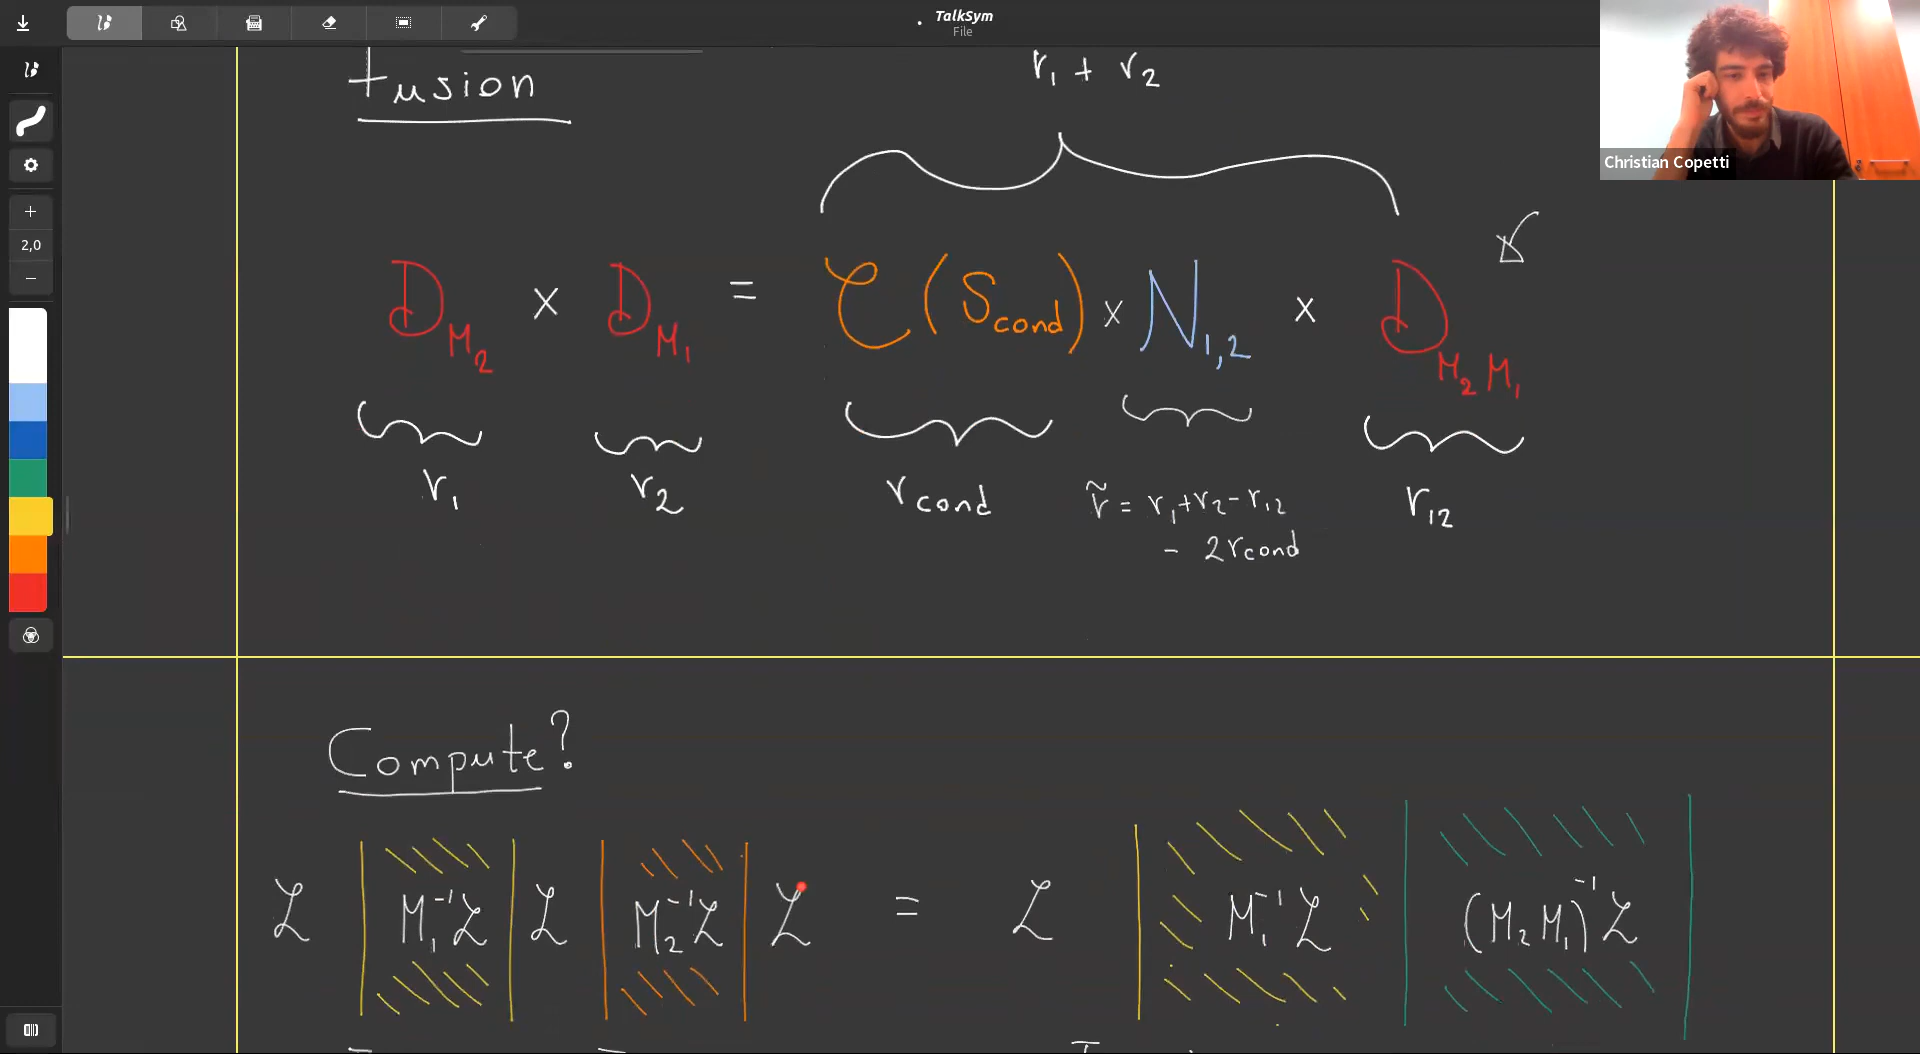 TalkSym
File
2,0
Christian Copetti
Fusion
r₁ + r₂
D_{M₂} × D_{M₁} = 𝒞(S_cond) × N_{1,2} × D_{M₂M₁}
r₁ r₂ r_cond r̃ = r₁+r₂-r₁₂ r₁₂
- 2r_cond
Compute?
ℒ M₁⁻¹ℒ ℒ M₂⁻¹ℒ ℒ = ℒ M₁⁻¹ℒ (M₂M₁)⁻¹ℒ